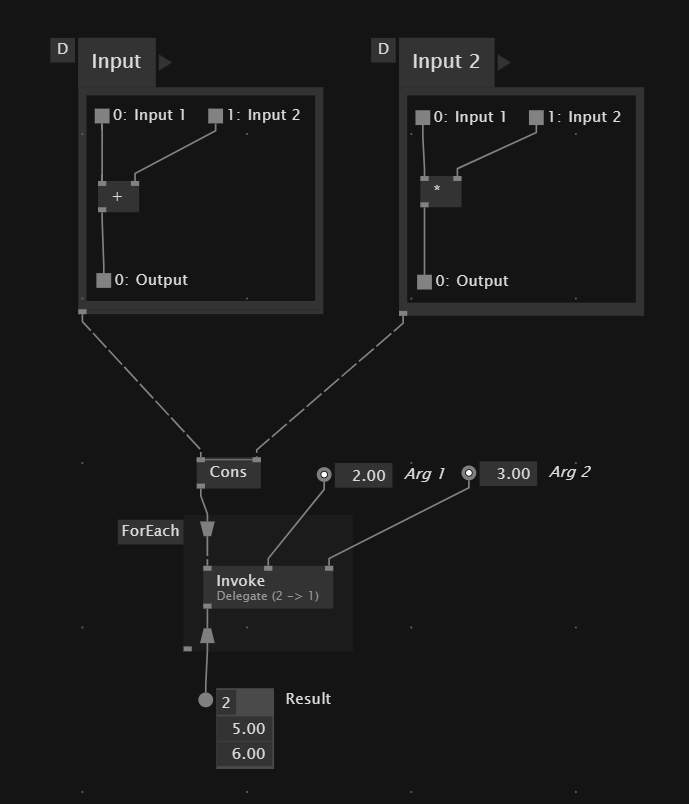 D Input
D Input 2
0: Input 1 1: Input 2
0: Input 1 1: Input 2
+
*
0: Output
0: Output
Cons
2.00 Arg 1
3.00 Arg 2
ForEach
Invoke
Delegate (2 -> 1)
2 Result
5.00
6.00